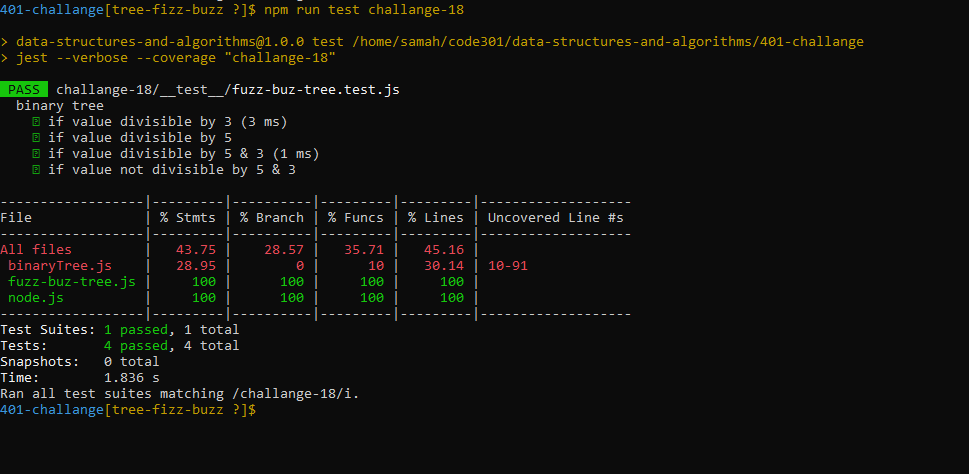 401-challange[tree-fizz-buzz ?]$ npm run test challange-18
> data-structures-and-algorithms@1.0.0 test /home/samah/code301/data-structures-and-algorithms/401-challange
> jest --verbose --coverage "challange-18"
PASS challange-18/__test__/fuzz-buz-tree.test.js
binary tree
if value divisible by 3 (3 ms)
if value divisible by 5
if value divisible by 5 & 3 (1 ms)
if value not divisible by 5 & 3
------------------|---------|----------|---------|---------|-------------------
File              | % Stmts | % Branch | % Funcs | % Lines | Uncovered Line #s
------------------|---------|----------|---------|---------|-------------------
All files         |   43.75 |    28.57 |   35.71 |   45.16 |
binaryTree.js    |   28.95 |        0 |      10 |   30.14 | 10-91
fuzz-buz-tree.js |     100 |      100 |     100 |     100 |
node.js          |     100 |      100 |     100 |     100 |
------------------|---------|----------|---------|---------|-------------------
Test Suites: 1 passed, 1 total
Tests:       4 passed, 4 total
Snapshots:   0 total
Time:        1.836 s
Ran all test suites matching /challange-18/i.
401-challange[tree-fizz-buzz ?]$